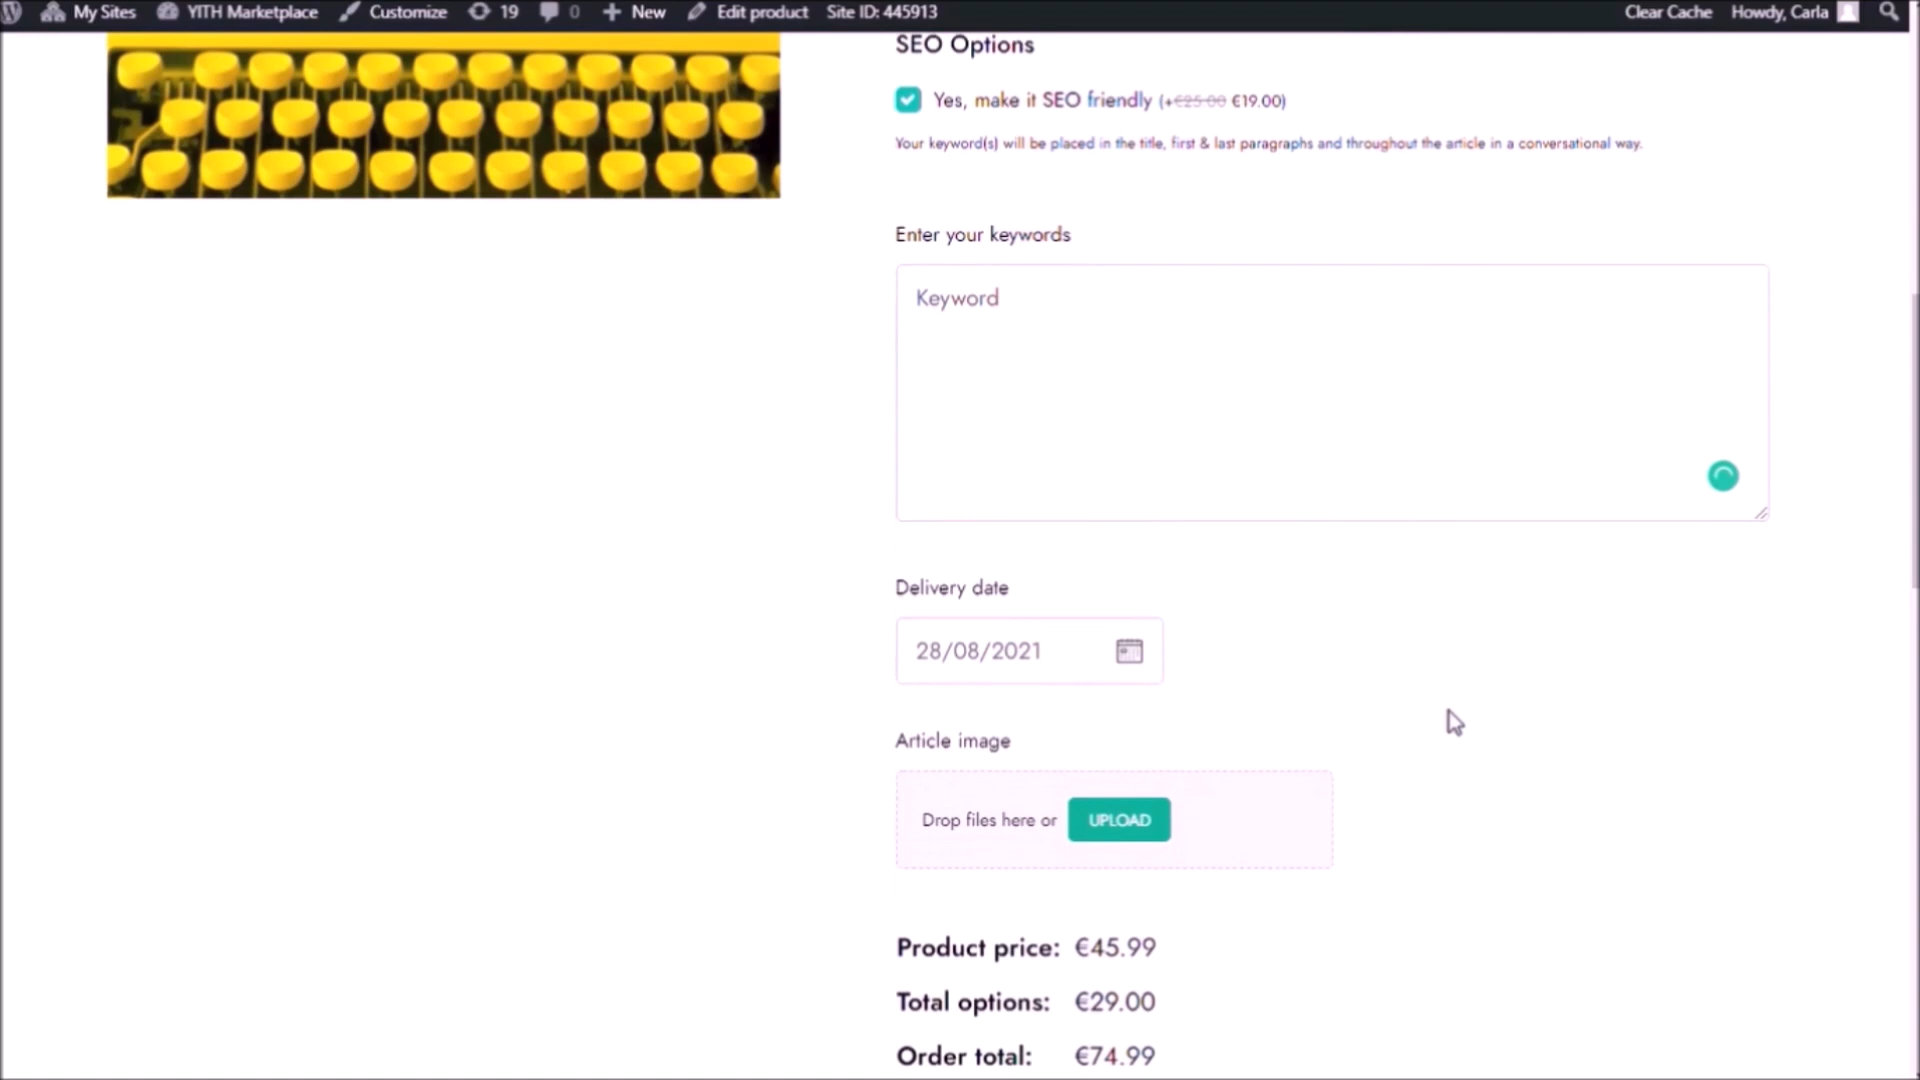 My Sites YITH Marketplace Customize 19 0 New Edit product Site ID: 445913 Clear Cache Howdy, Carla
SEO Options
Yes, make it SEO friendly (+€25.00 €19.00)
Your keyword(s) will be placed in the title, first & last paragraphs and throughout the article in a conversational way.
Enter your keywords
Keyword
Delivery date
28/08/2021
Article image
Drop files here or UPLOAD
Product price: €45.99
Total options: €29.00
Order total: €74.99